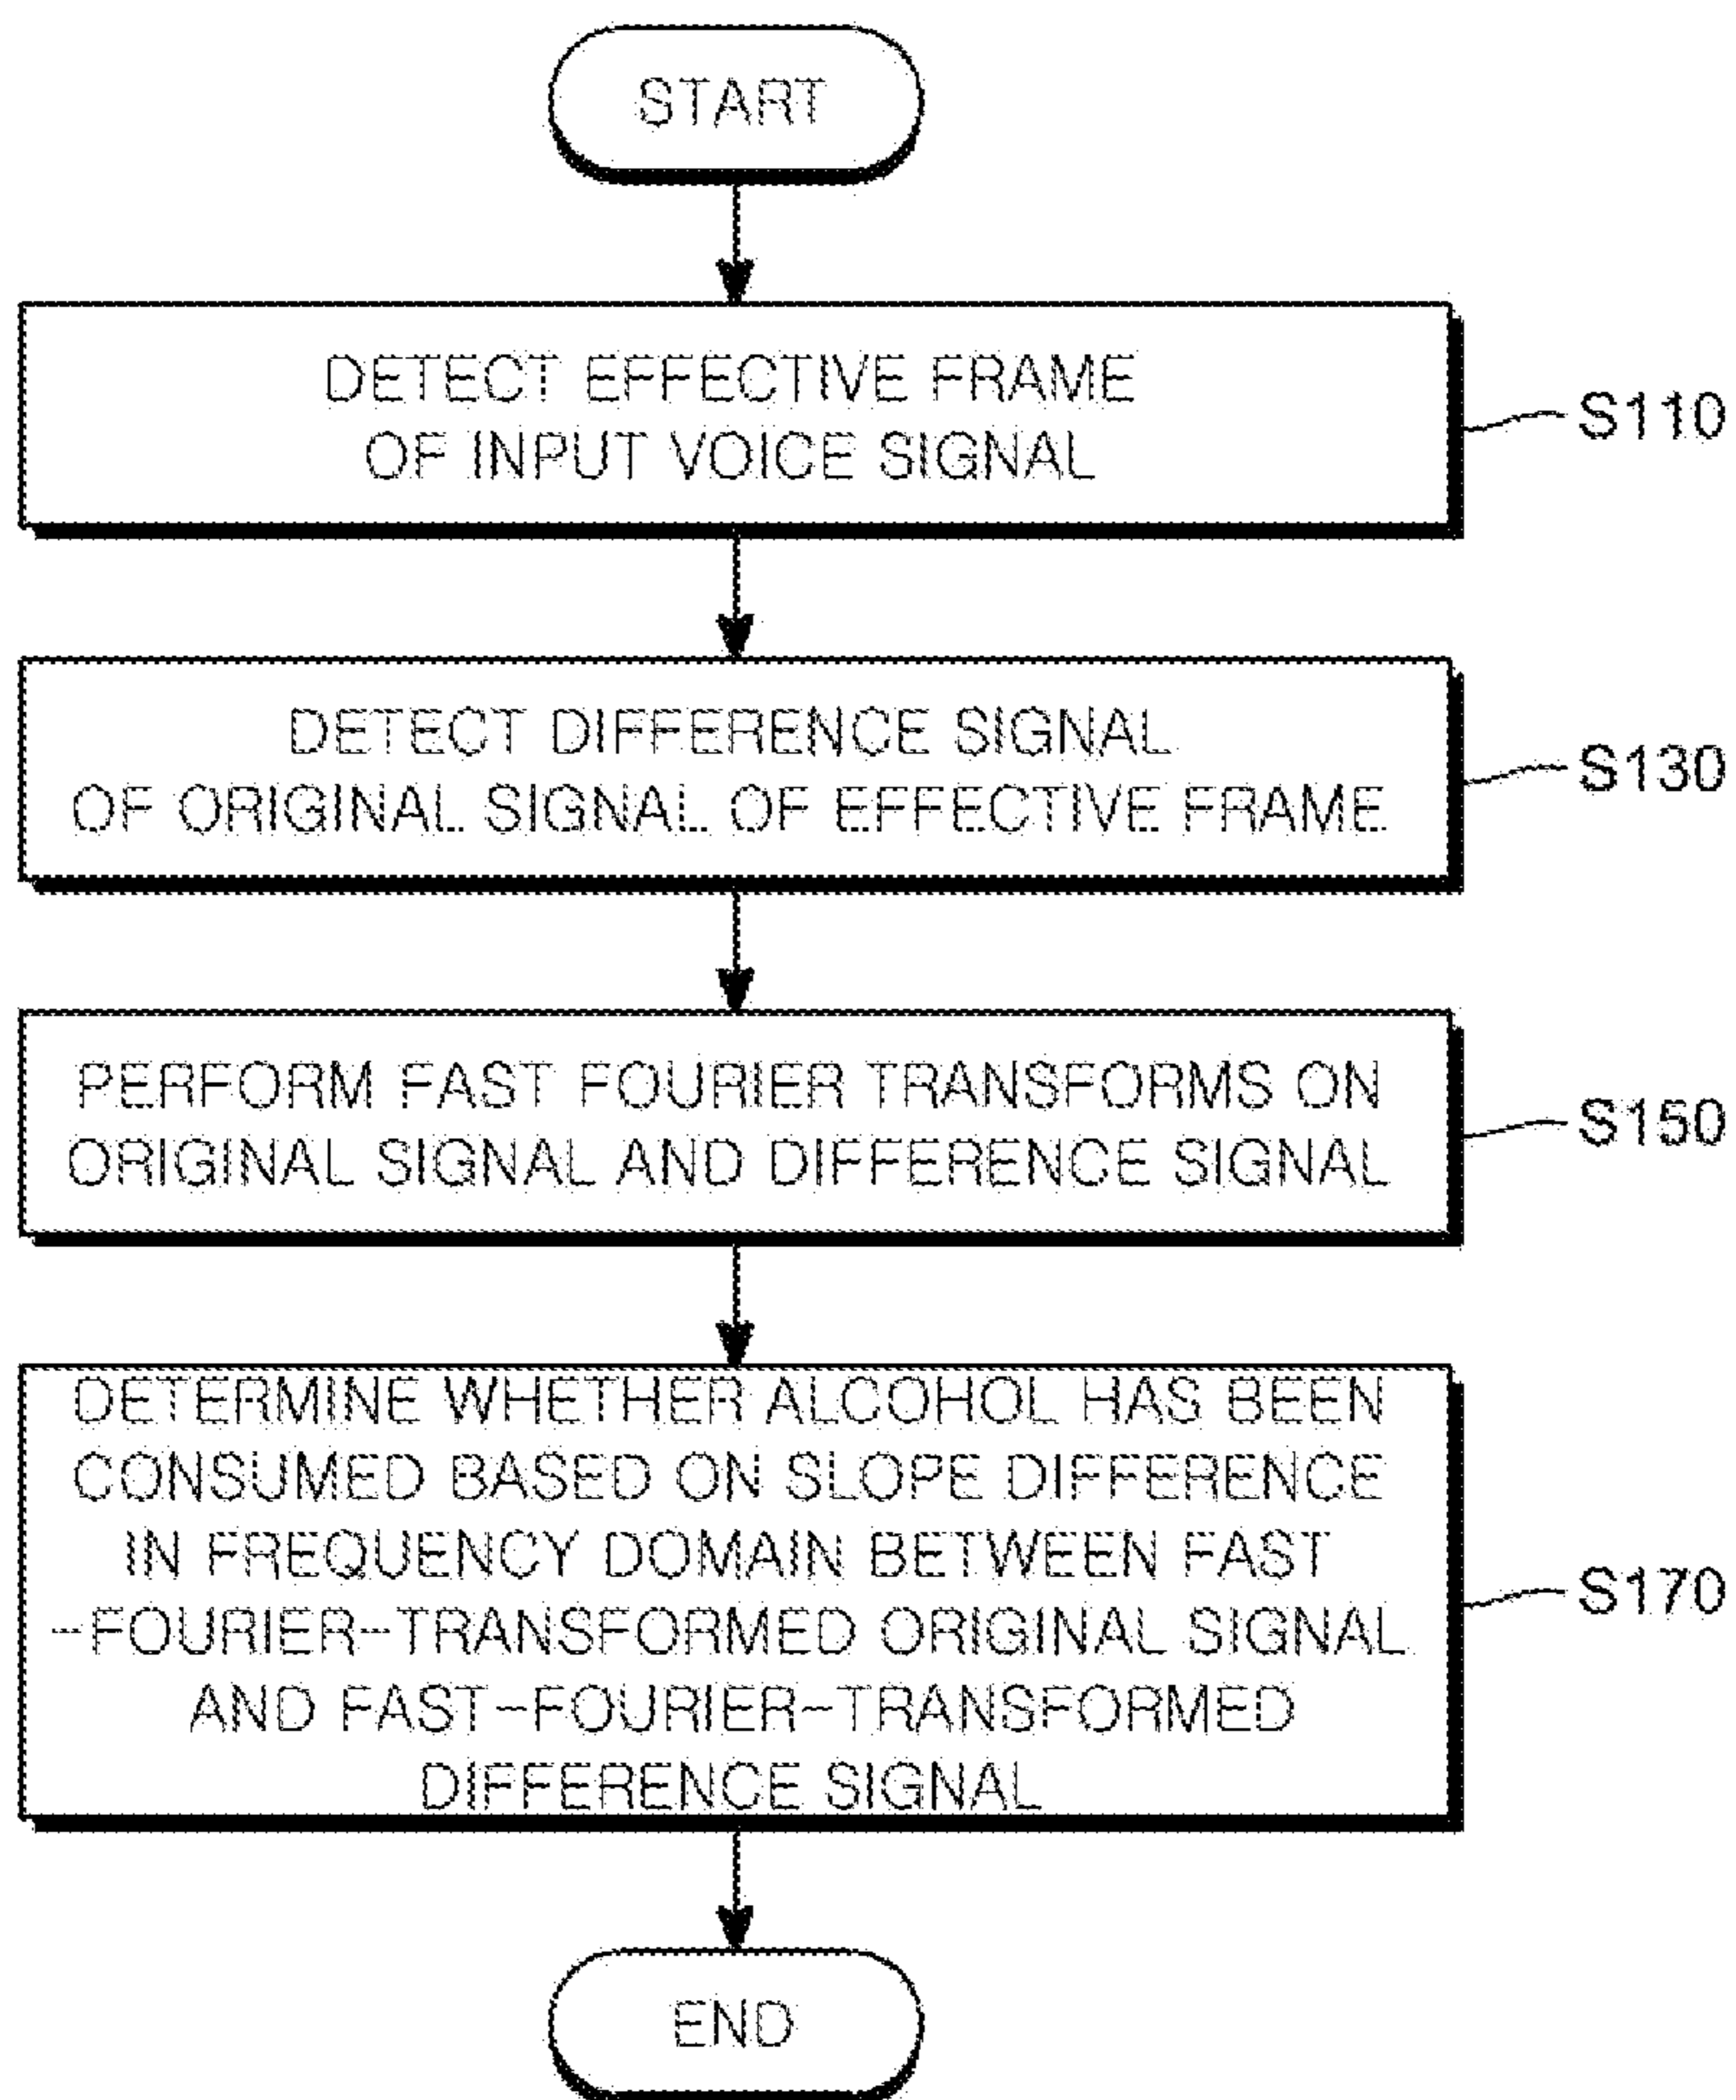 START
DETECT EFFECTIVE FRAME
OF INPUT VOICE SIGNAL
S110
DETECT DIFFERENCE SIGNAL
OF ORIGINAL SIGNAL OF EFFECTIVE FRAME
S130
PERFORM FAST FOURIER TRANSFORMS ON
ORIGINAL SIGNAL AND DIFFERENCE SIGNAL
S150
DETERMINE WHETHER ALCOHOL HAS BEEN
CONSUMED BASED ON SLOPE DIFFERENCE
IN FREQUENCY DOMAIN BETWEEN FAST
-FOURIER-TRANSFORMED ORIGINAL SIGNAL
AND FAST-FOURIER-TRANSFORMED
DIFFERENCE SIGNAL
S170
END